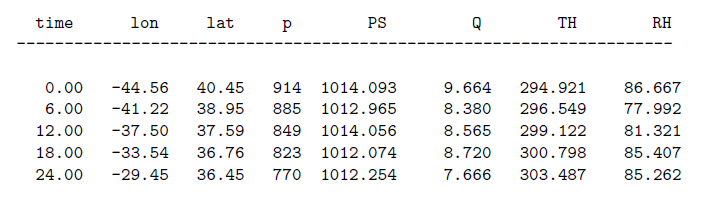 time lon lat p PS Q TH RH
---------------------------------------------------------------------
0.00 -44.56 40.45 914 1014.093 9.664 294.921 86.667
6.00 -41.22 38.95 885 1012.965 8.380 296.549 77.992
12.00 -37.50 37.59 849 1014.056 8.565 299.122 81.321
18.00 -33.54 36.76 823 1012.074 8.720 300.798 85.407
24.00 -29.45 36.45 770 1012.254 7.666 303.487 85.262